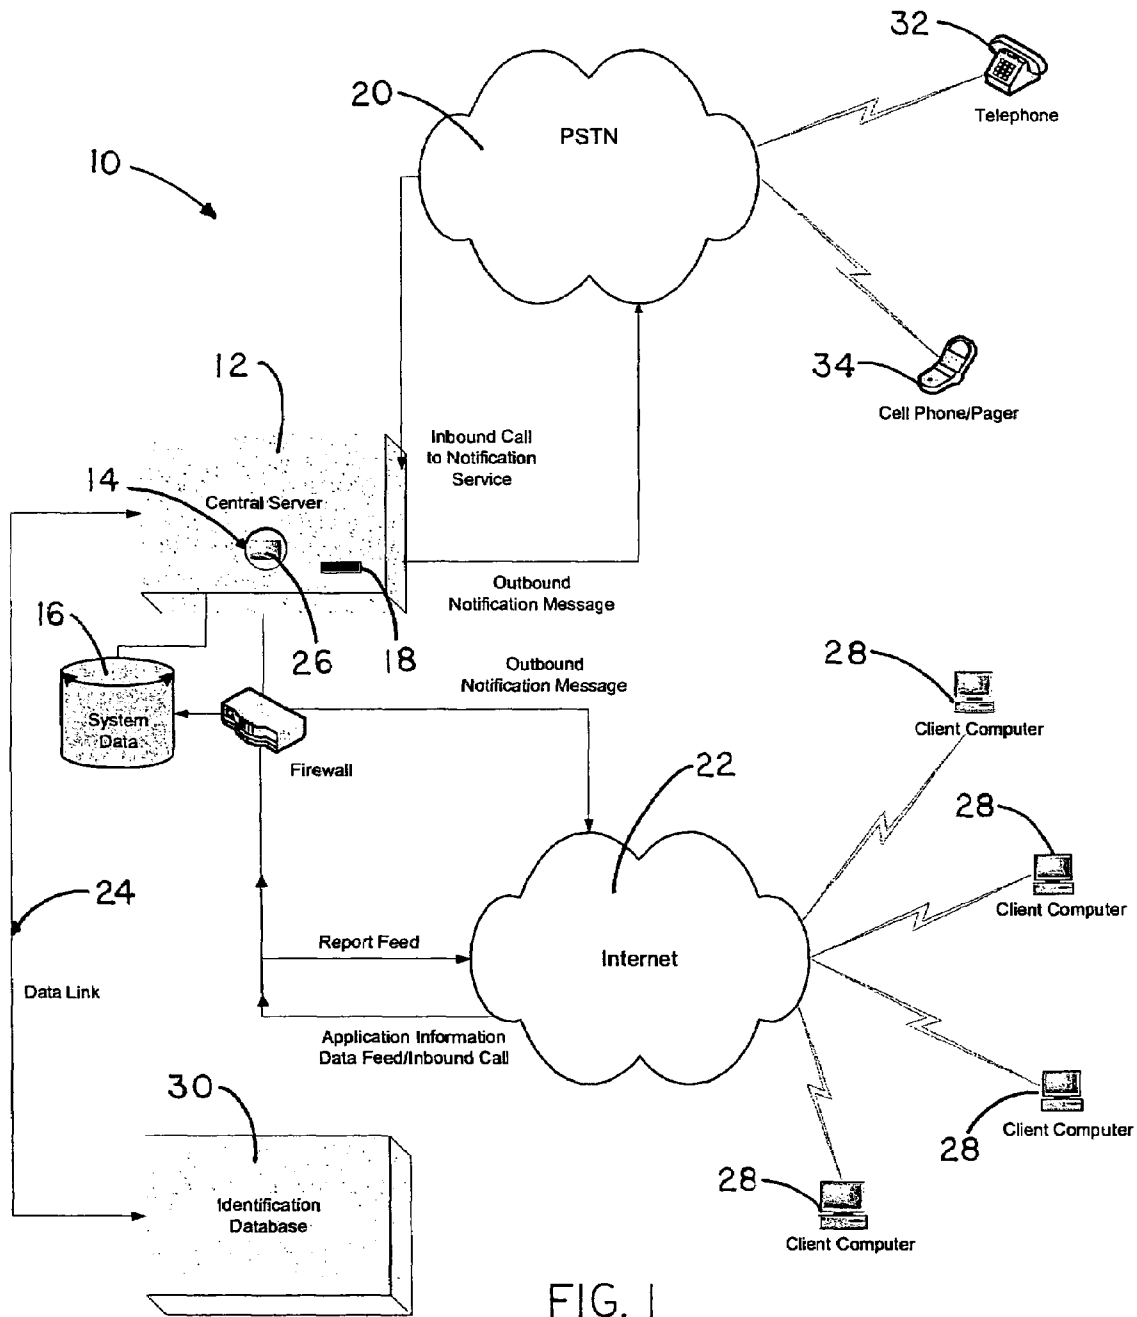 32
Telephone
20
PSTN
10
34
Cell Phone/Pager
12
Inbound Call
to Notification
Service
14
Central Server
Outbound
Notification Message
16
26
18
Outbound
Notification Message
28
System
Data
Client Computer
Firewall
22
28
24
Client Computer
Report Feed
Internet
Data Link
Application Information
Data Feed/Inbound Call
30
28
Client Computer
28
Identification
Database
Client Computer
FIG. 1